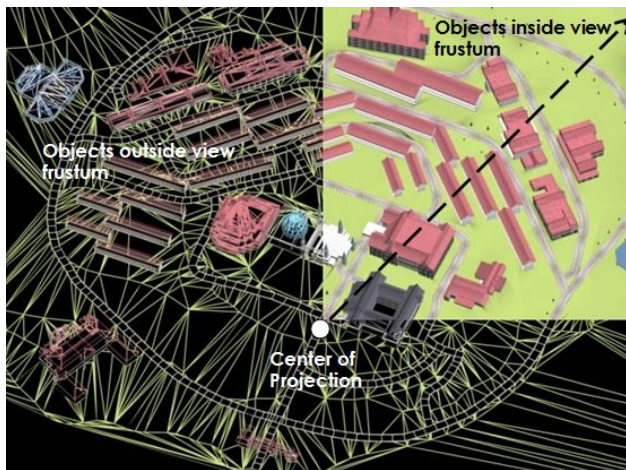 Objects inside view
frustum
Objects outside view
frustum
Center of
Projection